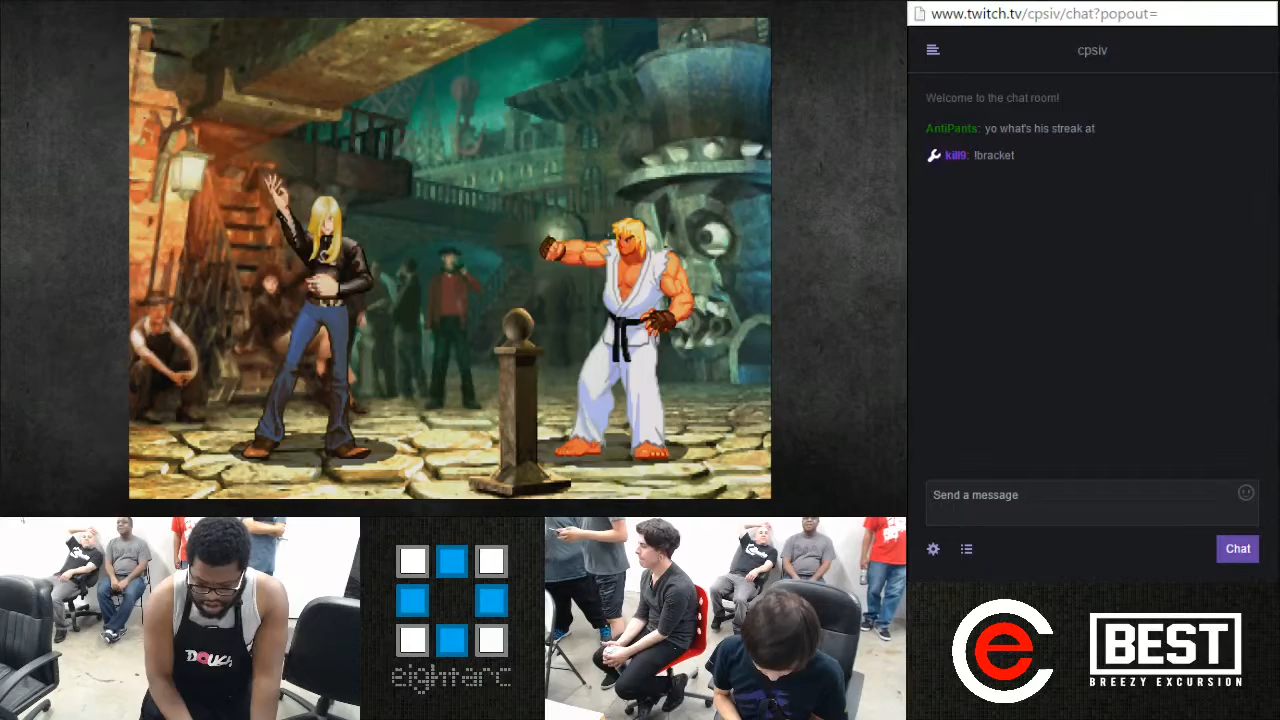 www.twitch.tv/cpsiv/chat?popout=
cpsiv
Welcome to the chat room!
AntiPants: yo what's his streak at
kill9: !bracket
Send a message
Chat
eightarc
e
BEST
BREEZY EXCURSION